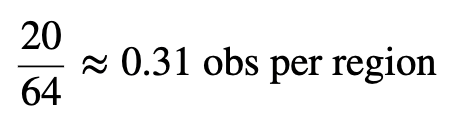 20
64 ≈ 0.31 obs per region